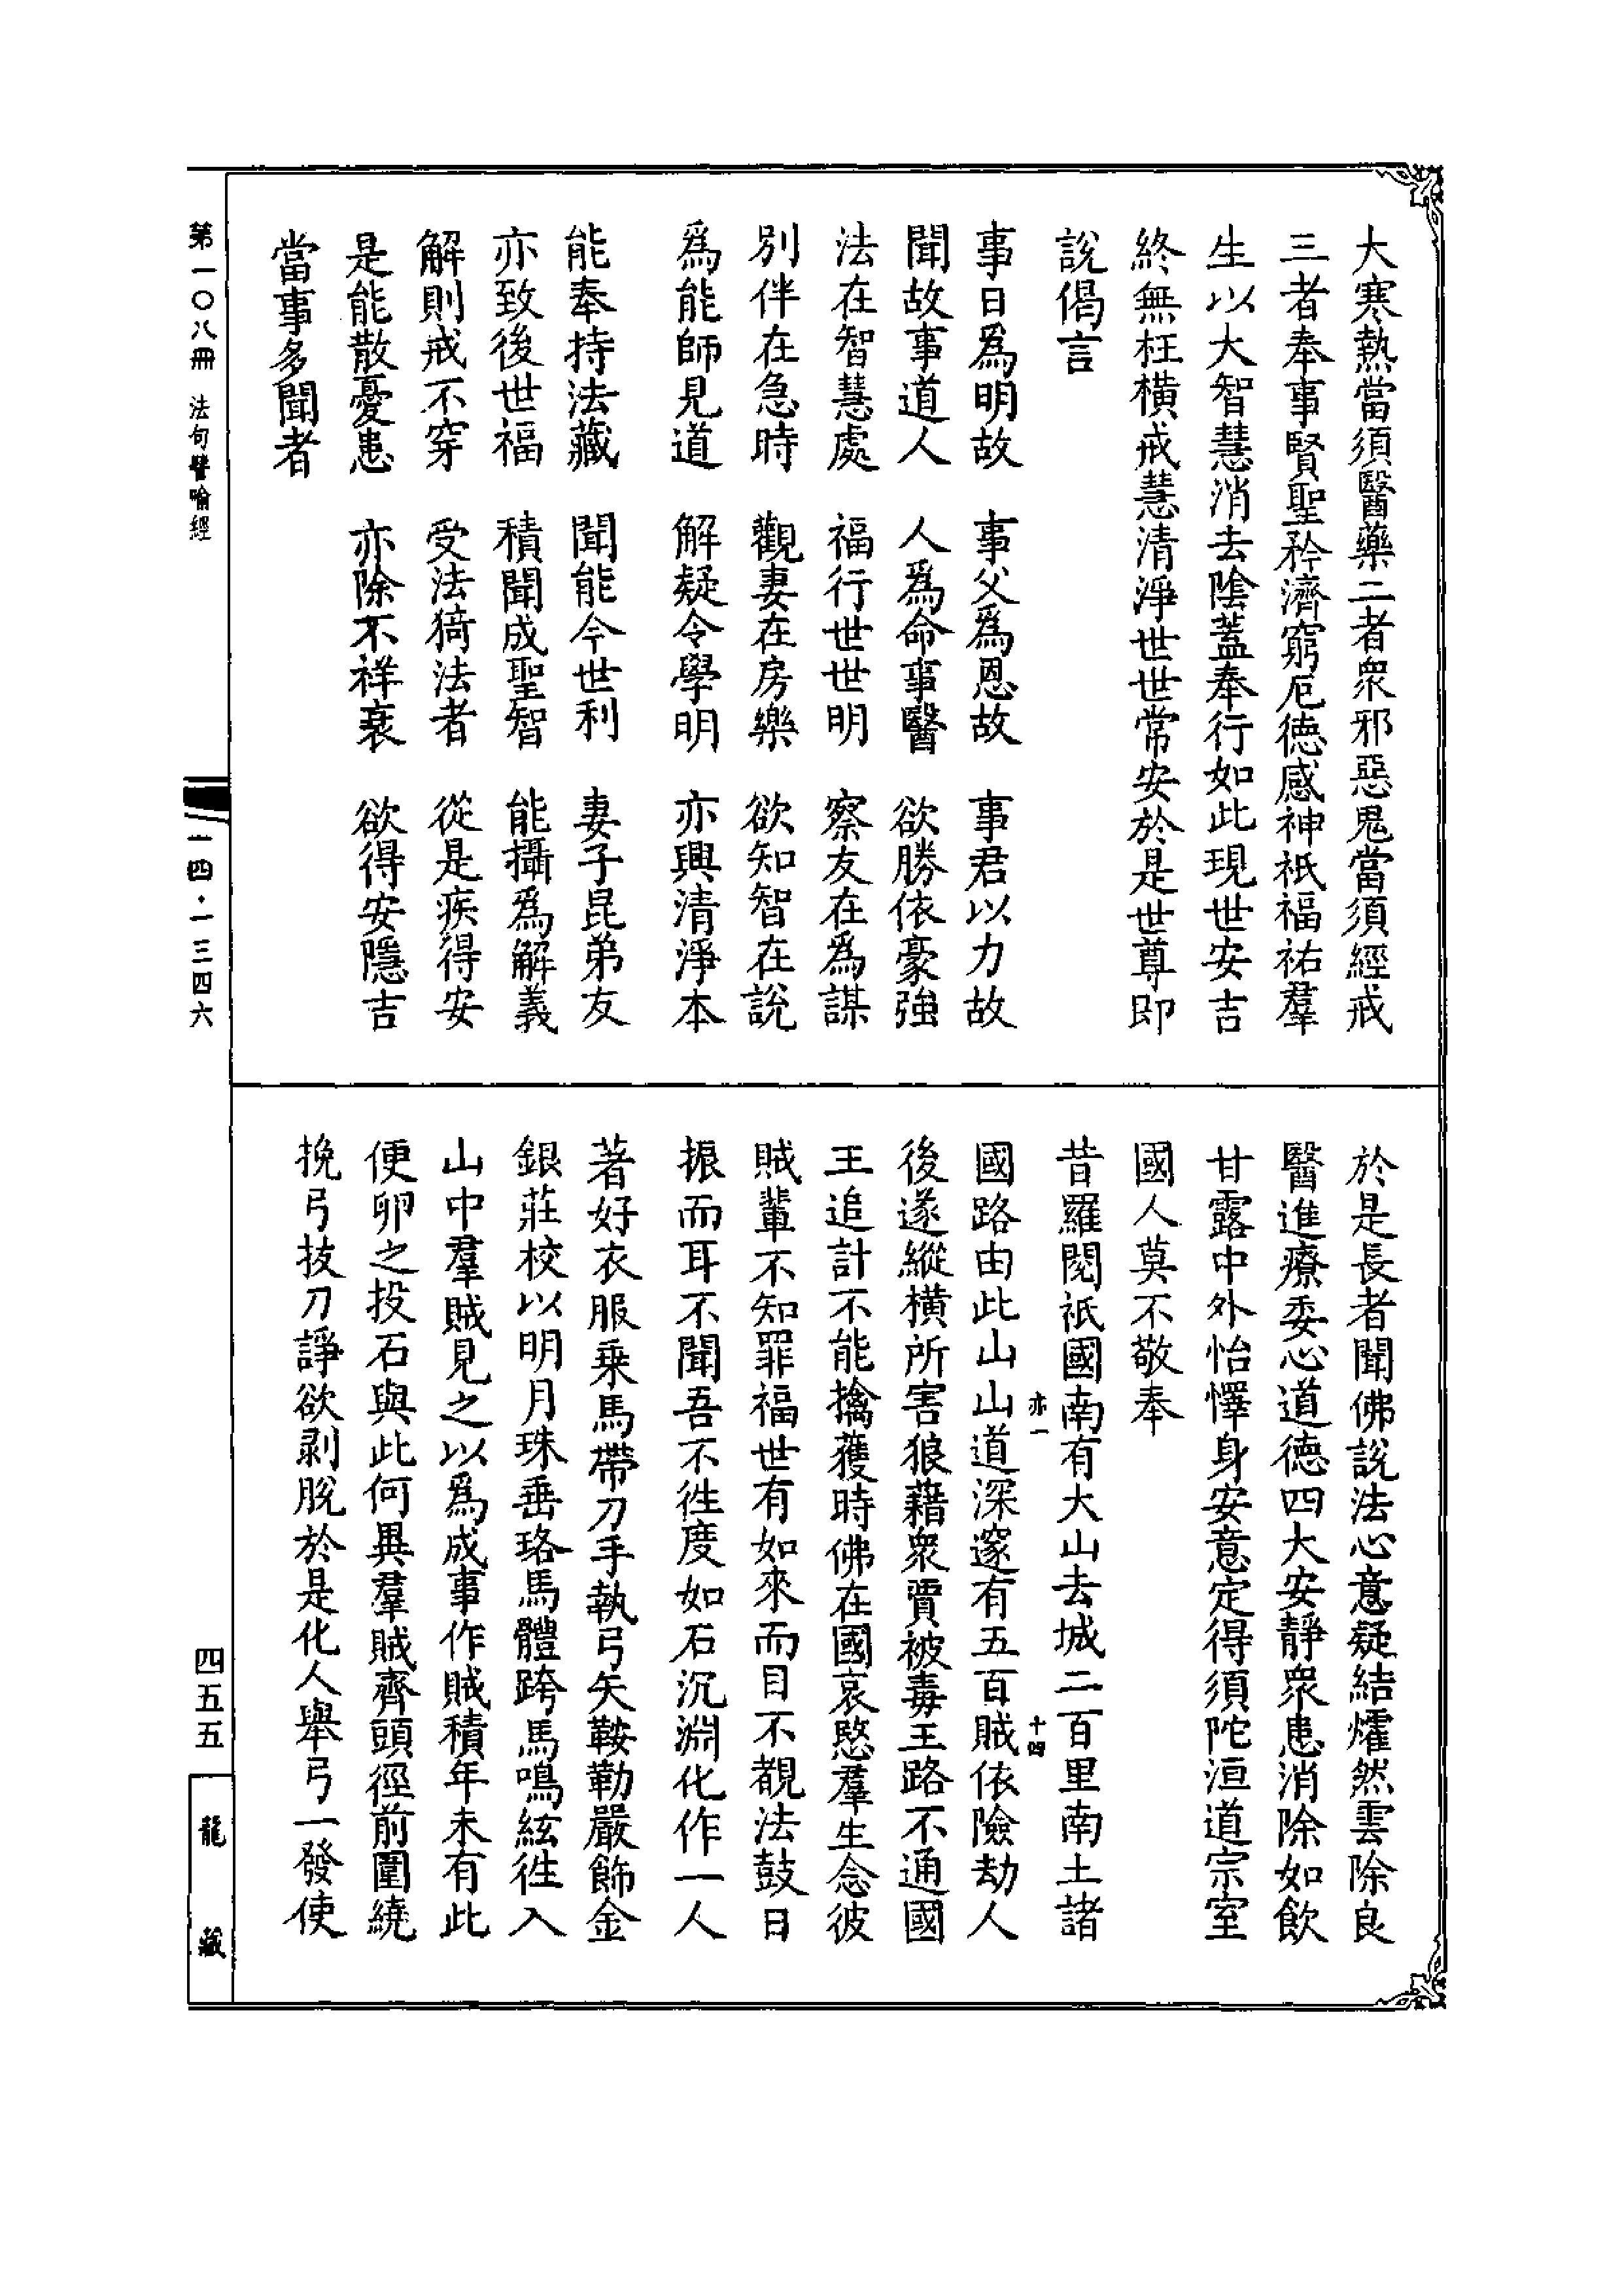 大寒熱當須醫藥二者衆邪惡鬼當須經戒
三者奉事賢聖矜濟窮厄德感神祇福祐羣
生以大智慧消去陰蓋奉行如此現世安吉
終無枉橫戒慧清淨世世常安於是世尊即
說偈言
事日爲明故　事父爲恩故　事君以力故
聞故事道人　人爲命事醫　欲勝依豪強
法在智慧處　福行世世明　察友在爲謀
別伴在急時　觀妻在房樂　欲知智在說
爲能師見道　解疑令學明　亦興清淨本
能奉持法藏　聞能今世利　妻子昆弟友
亦致後世福　積聞成聖智　能攝爲解義
解則戒不穿　受法猗法者　從是疾得安
是能散憂患　亦除不祥衰　欲得安隱吉
當事多聞者
於是長者聞佛說法心意疑結㸌然雲除良
醫進療委心道德四大安靜衆患消除如飲
甘露中外怡懌身安意定得須陀洹道宗室
國人莫不敬奉
昔羅閱祇國南有大山去城二百里南土諸
亦一　十四
國路由此山山道深邃有五百賊依險劫人
後遂縱橫所害狼藉衆賈被毒王路不通國
王追計不能擒獲時佛在國哀愍羣生念彼
賊輩不知罪福世有如來而目不覩法鼓日
振而耳不聞吾不徃度如石沉淵化作一人
著好衣服乘馬帶刀手執弓矢鞍勒嚴飾金
銀莊校以明月珠垂珞馬體跨馬鳴絃徃入
山中羣賊見之以爲成事作賊積年未有此
便卵之投石與此何異羣賊齊頭徑前圍繞
挽弓拔刀諍欲剥脫於是化人舉弓一發使
第一〇八冊　法句譬喻經
一四·一三四六
四五五
龍藏